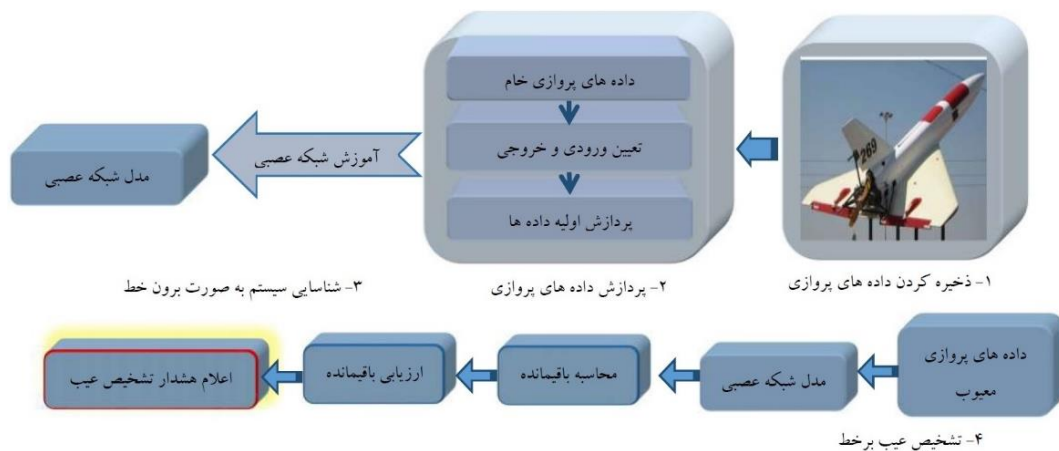 داده های پروازی خام
تعیین ورودی و خروجی
پردازش اولیه داده ها
آموزش شبکه عصبی
مدل شبکه عصبی
269
۱- ذخیره کردن داده های پروازی
۲- پردازش داده های پروازی
۳- شناسایی سیستم به صورت برون خط
داده های پروازی
معیوب
مدل شبکه عصبی
محاسبه باقیمانده
ارزیابی باقیمانده
اعلام هشدار تشخیص عیب
۴- تشخیص عیب برخط